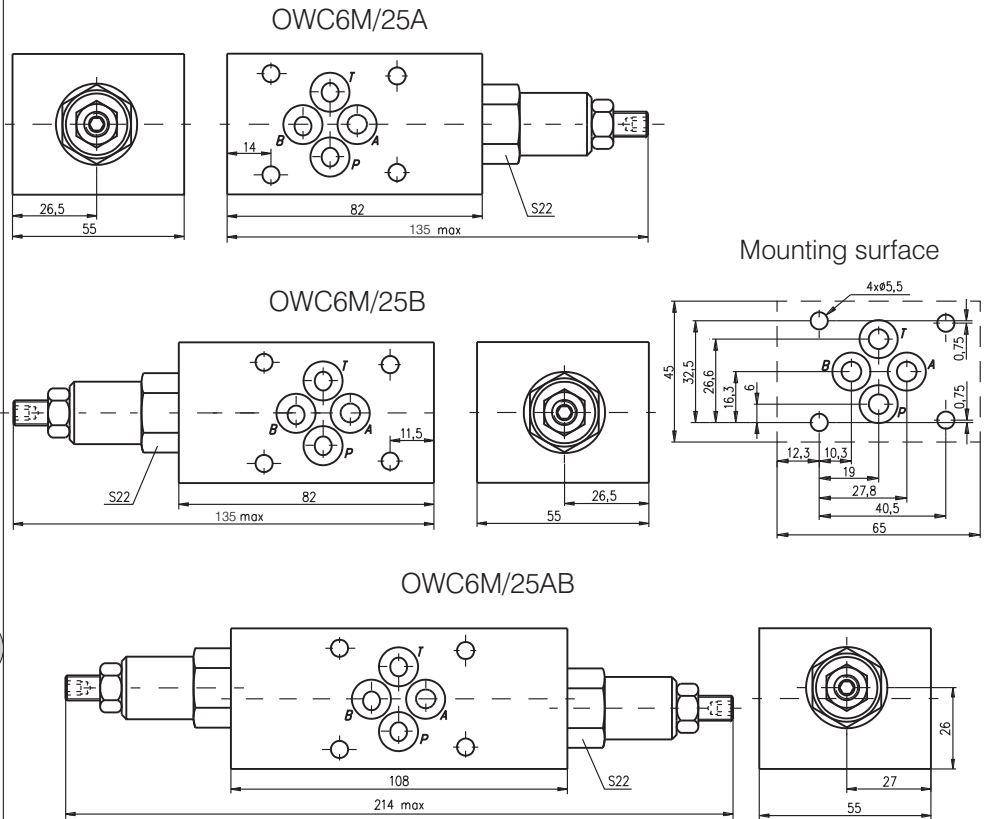 OWC6M/25A
T
B
A
P
14
S22
26,5
82
55
135 max
Mounting surface
OWC6M/25B
4xø5,5
T
B
A
P
11,5
S22
82
26,5
135 max
55
T
B
A
P
45
32,5
26,6
16,3
6
0,75
0,75
12,3
10,3
19
27,8
40,5
65
OWC6M/25AB
T
B
A
P
26
108
S22
27
214 max
55